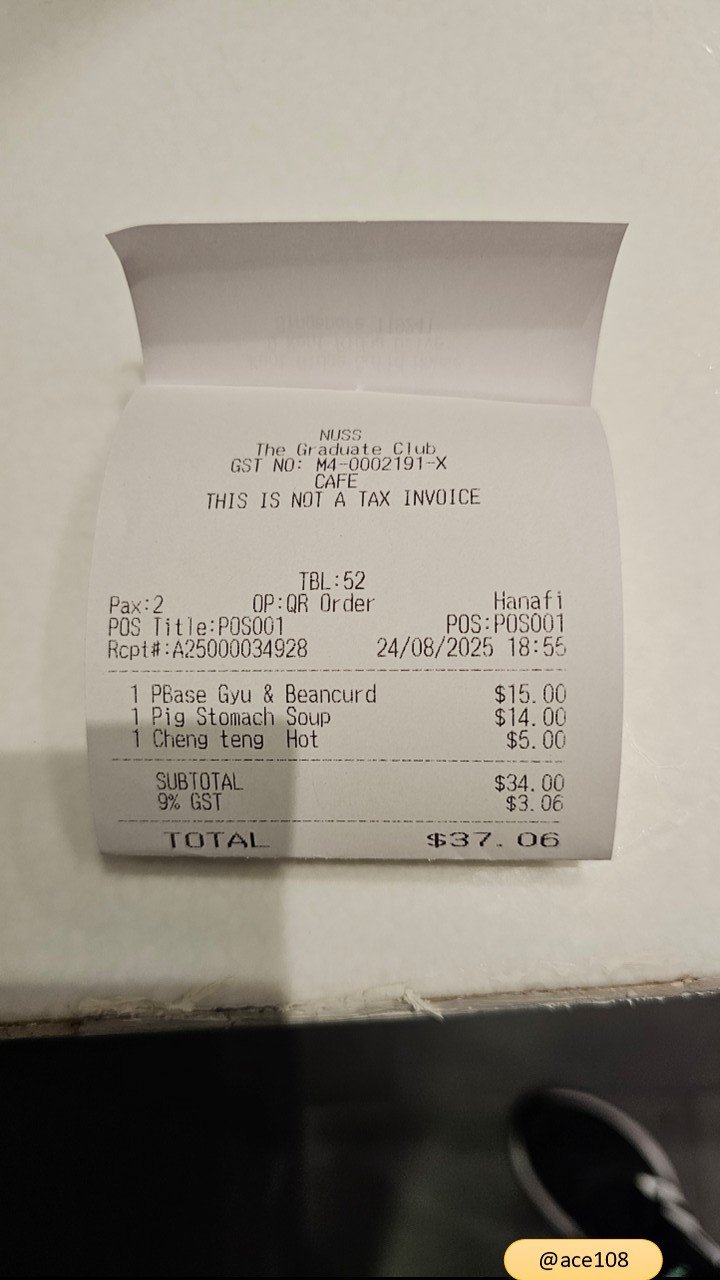 NUSS
The Graduate Club
GST NO: M4-0002191-X
CAFE
THIS IS NOT A TAX INVOICE
TBL:52
Pax:2 OP:QR Order Hanafi
POS Title:POS001 POS:POS001
Rcpt#:A25000034928 24/08/2025 18:55
1 PBase Gyu & Beancurd $15.00
1 Pig Stomach Soup $14.00
1 Cheng teng Hot $5.00
SUBTOTAL $34.00
9% GST $3.06
TOTAL $37.06
@ace108